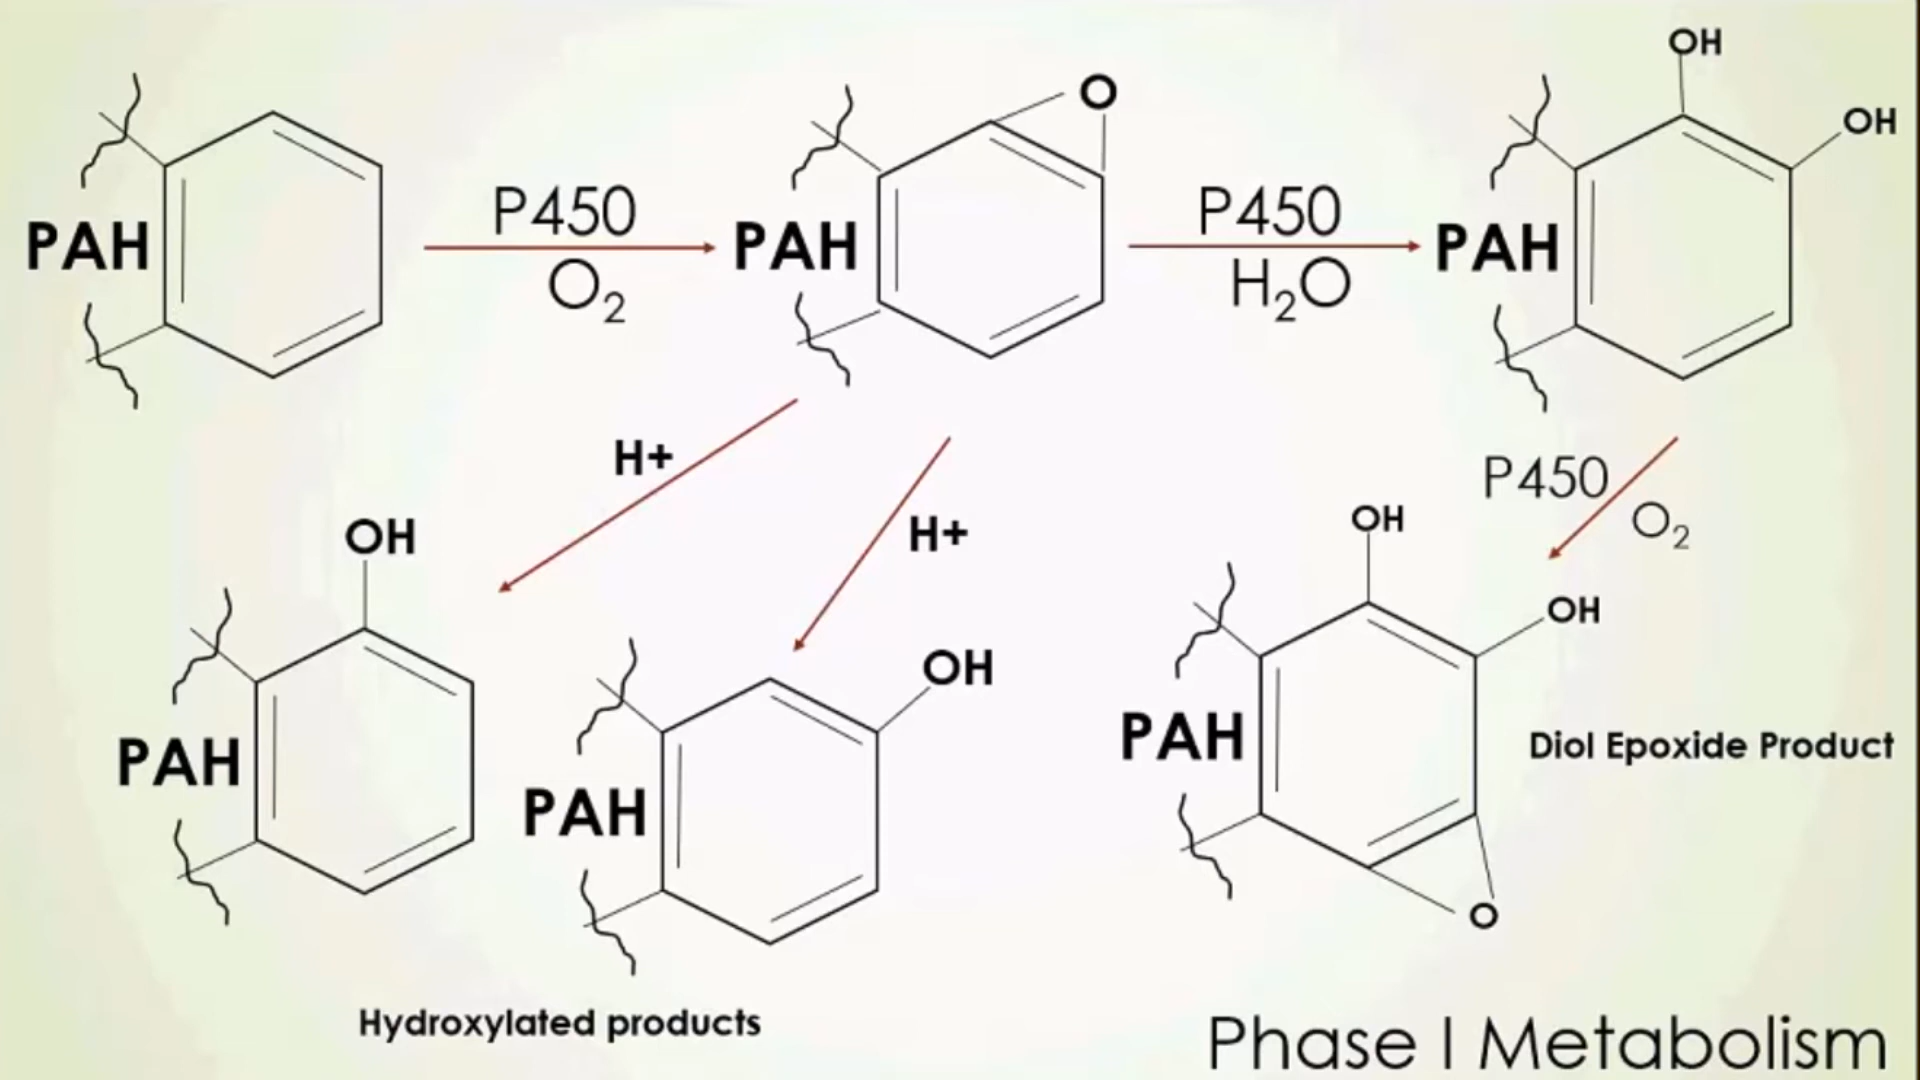 OH
O
OH
P450
P450
PAH
PAH
PAH
O₂
H₂O
H+
P450
OH
O₂
OH
H+
OH
OH
PAH
Diol Epoxide Product
PAH
PAH
O
Hydroxylated products
Phase I Metabolism